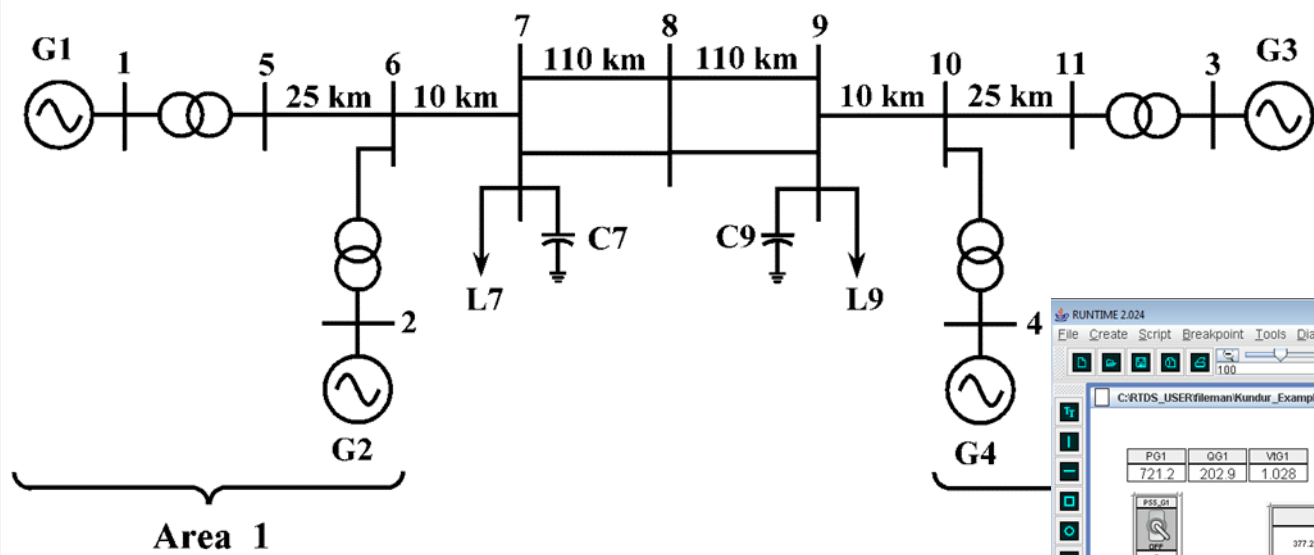 G1
1
5
25 km
6
10 km
7
110 km
8
110 km
9
10 km
10
25 km
11
3
G3
C7
L7
C9
L9
2
G2
4
G4
Area 1
RUNTIME 2.024
File Create Script Breakpoint Tools
100
C:\RTDS_USER\fileman\Kundur_Exampl
PG1 QG1 VtG1
721.2 202.9 1.028
PSS_G1
OFF
377.2